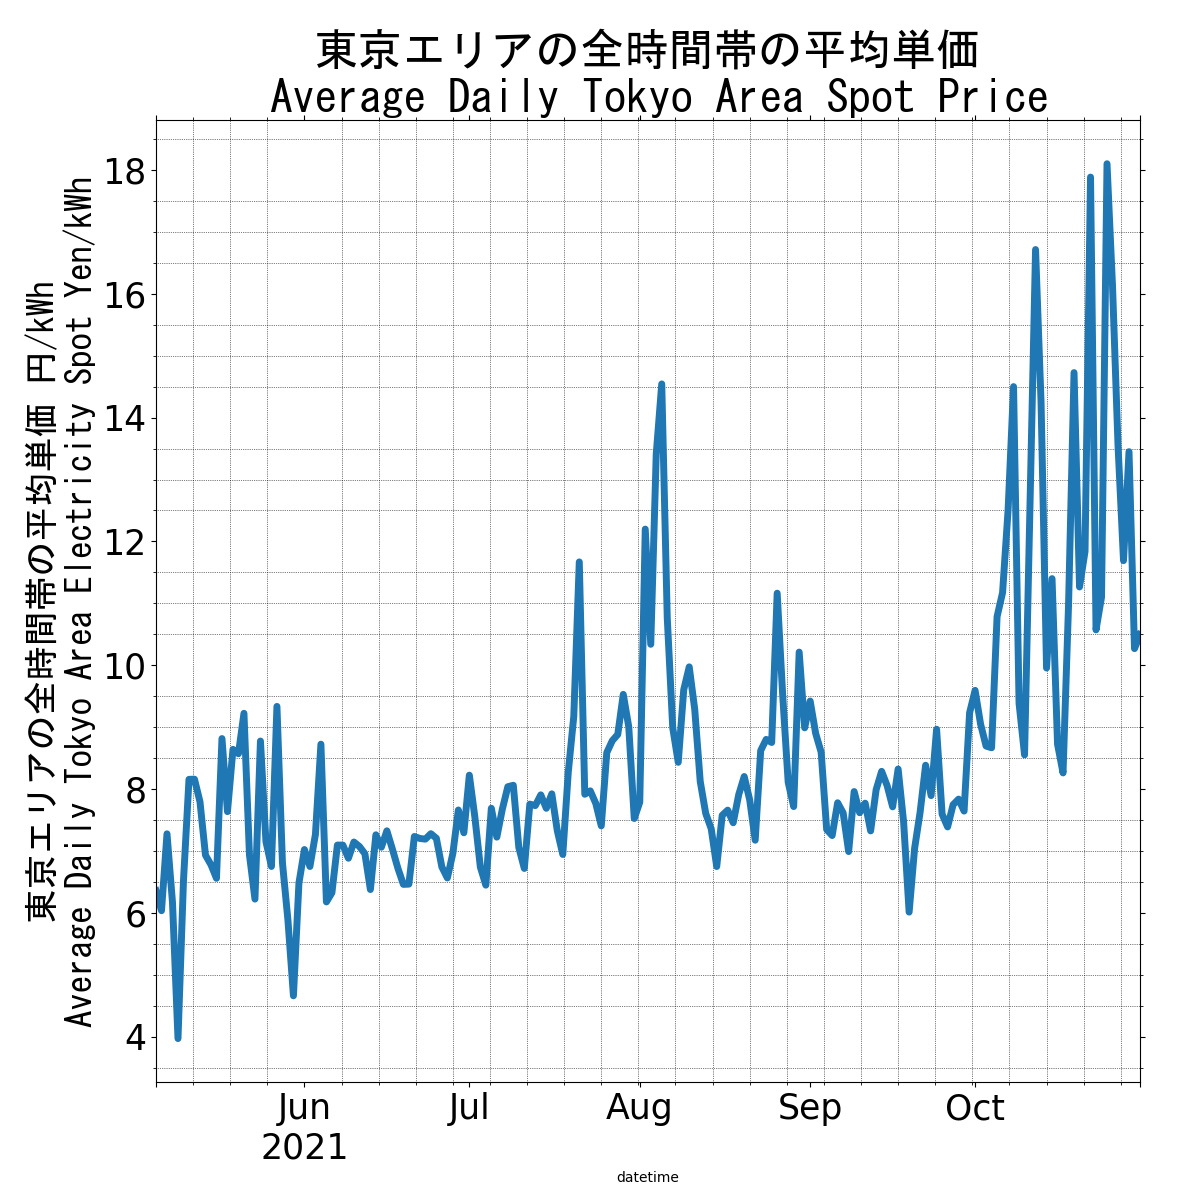 東京エリアの全時間帯の平均単価
Average Daily Tokyo Area Spot Price
東京エリアの全時間帯の平均単価 円/kWh
Average Daily Tokyo Area Electricity Spot Yen/kWh
18
16
14
12
10
8
6
4
Jun
2021
Jul
Aug
Sep
Oct
datetime